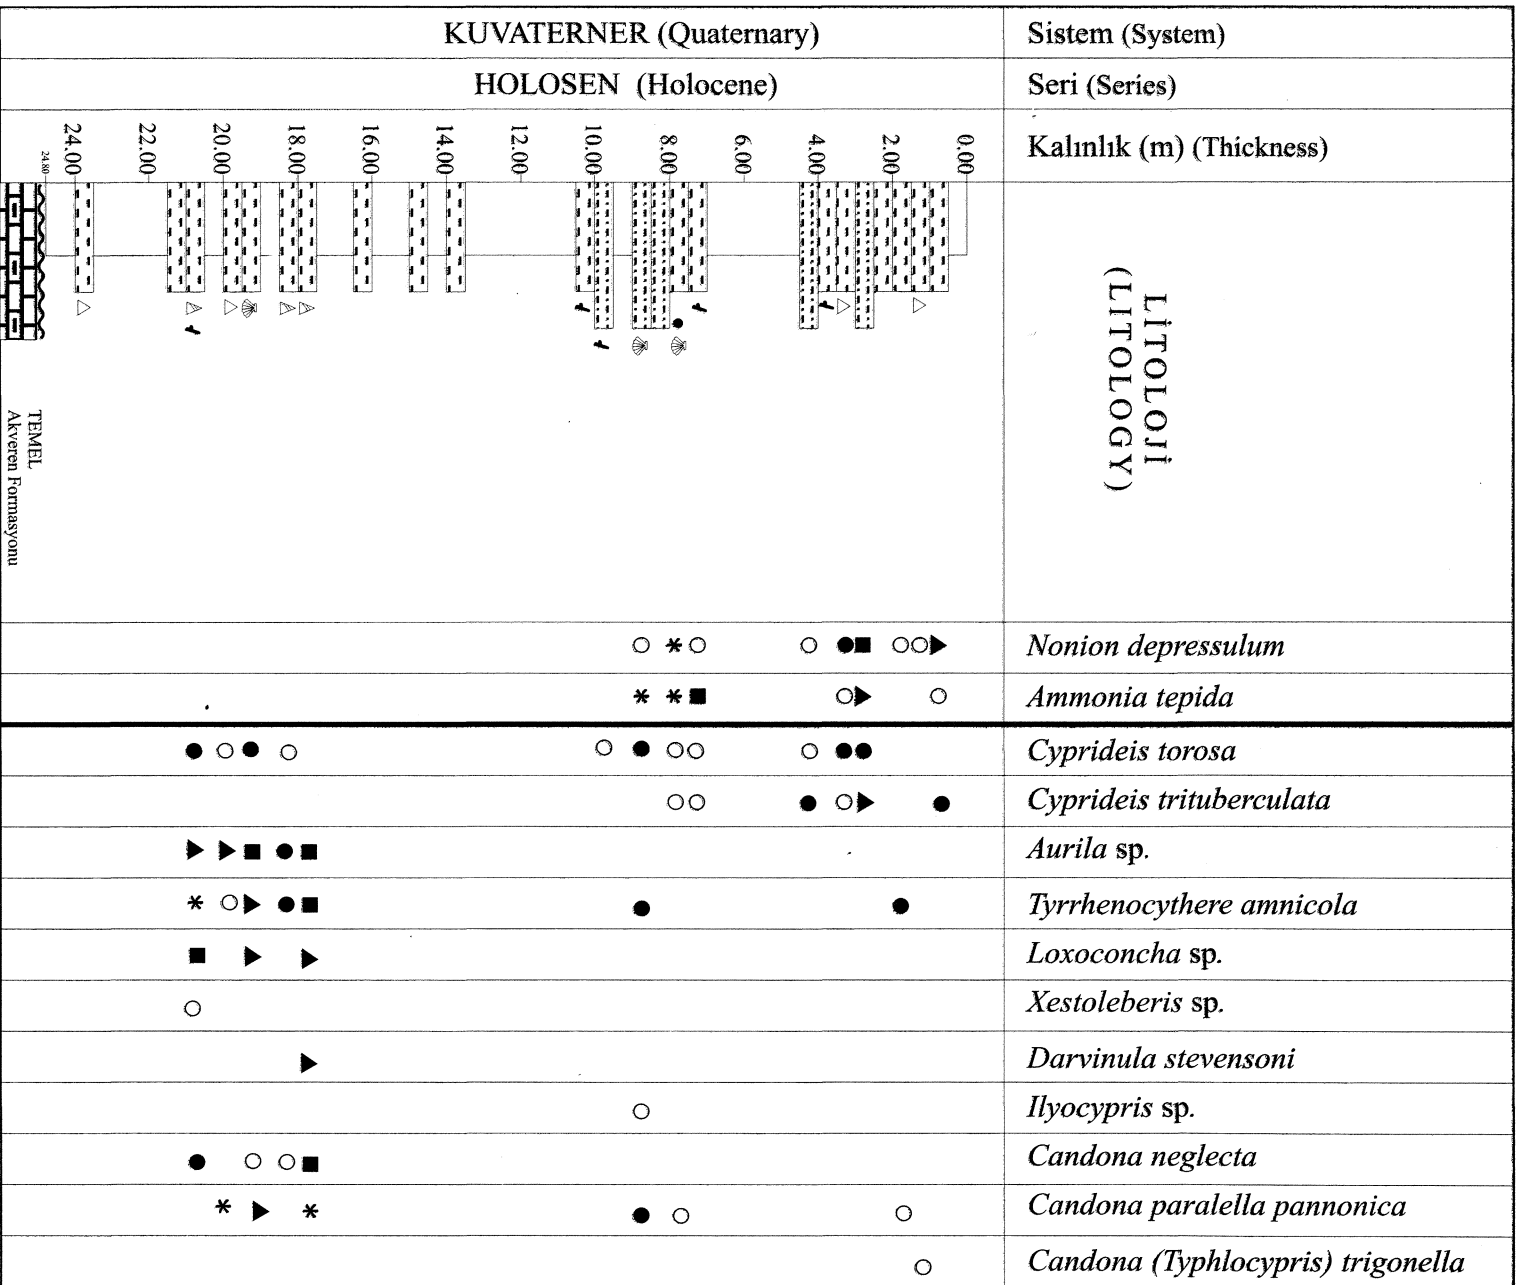 KUVATERNER (Quaternary) Sistem (System)
HOLOSEN (Holocene) Seri (Series)
24.80 24.00 22.00 20.00 18.00 16.00 14.00 12.00 10.00 8.00 6.00 4.00 2.00 0.00 Kalınlık (m) (Thickness)
LİTOLOJİ
(LITOLOGY)
TEMEL
Akveren Formasyonu
Nonion depressulum
Ammonia tepida
Cyprideis torosa
Cyprideis trituberculata
Aurila sp.
Tyrrhenocythere amnicola
Loxoconcha sp.
Xestoleberis sp.
Darvinula stevensoni
Ilyocypris sp.
Candona neglecta
Candona paralella pannonica
Candona (Typhlocypris) trigonella